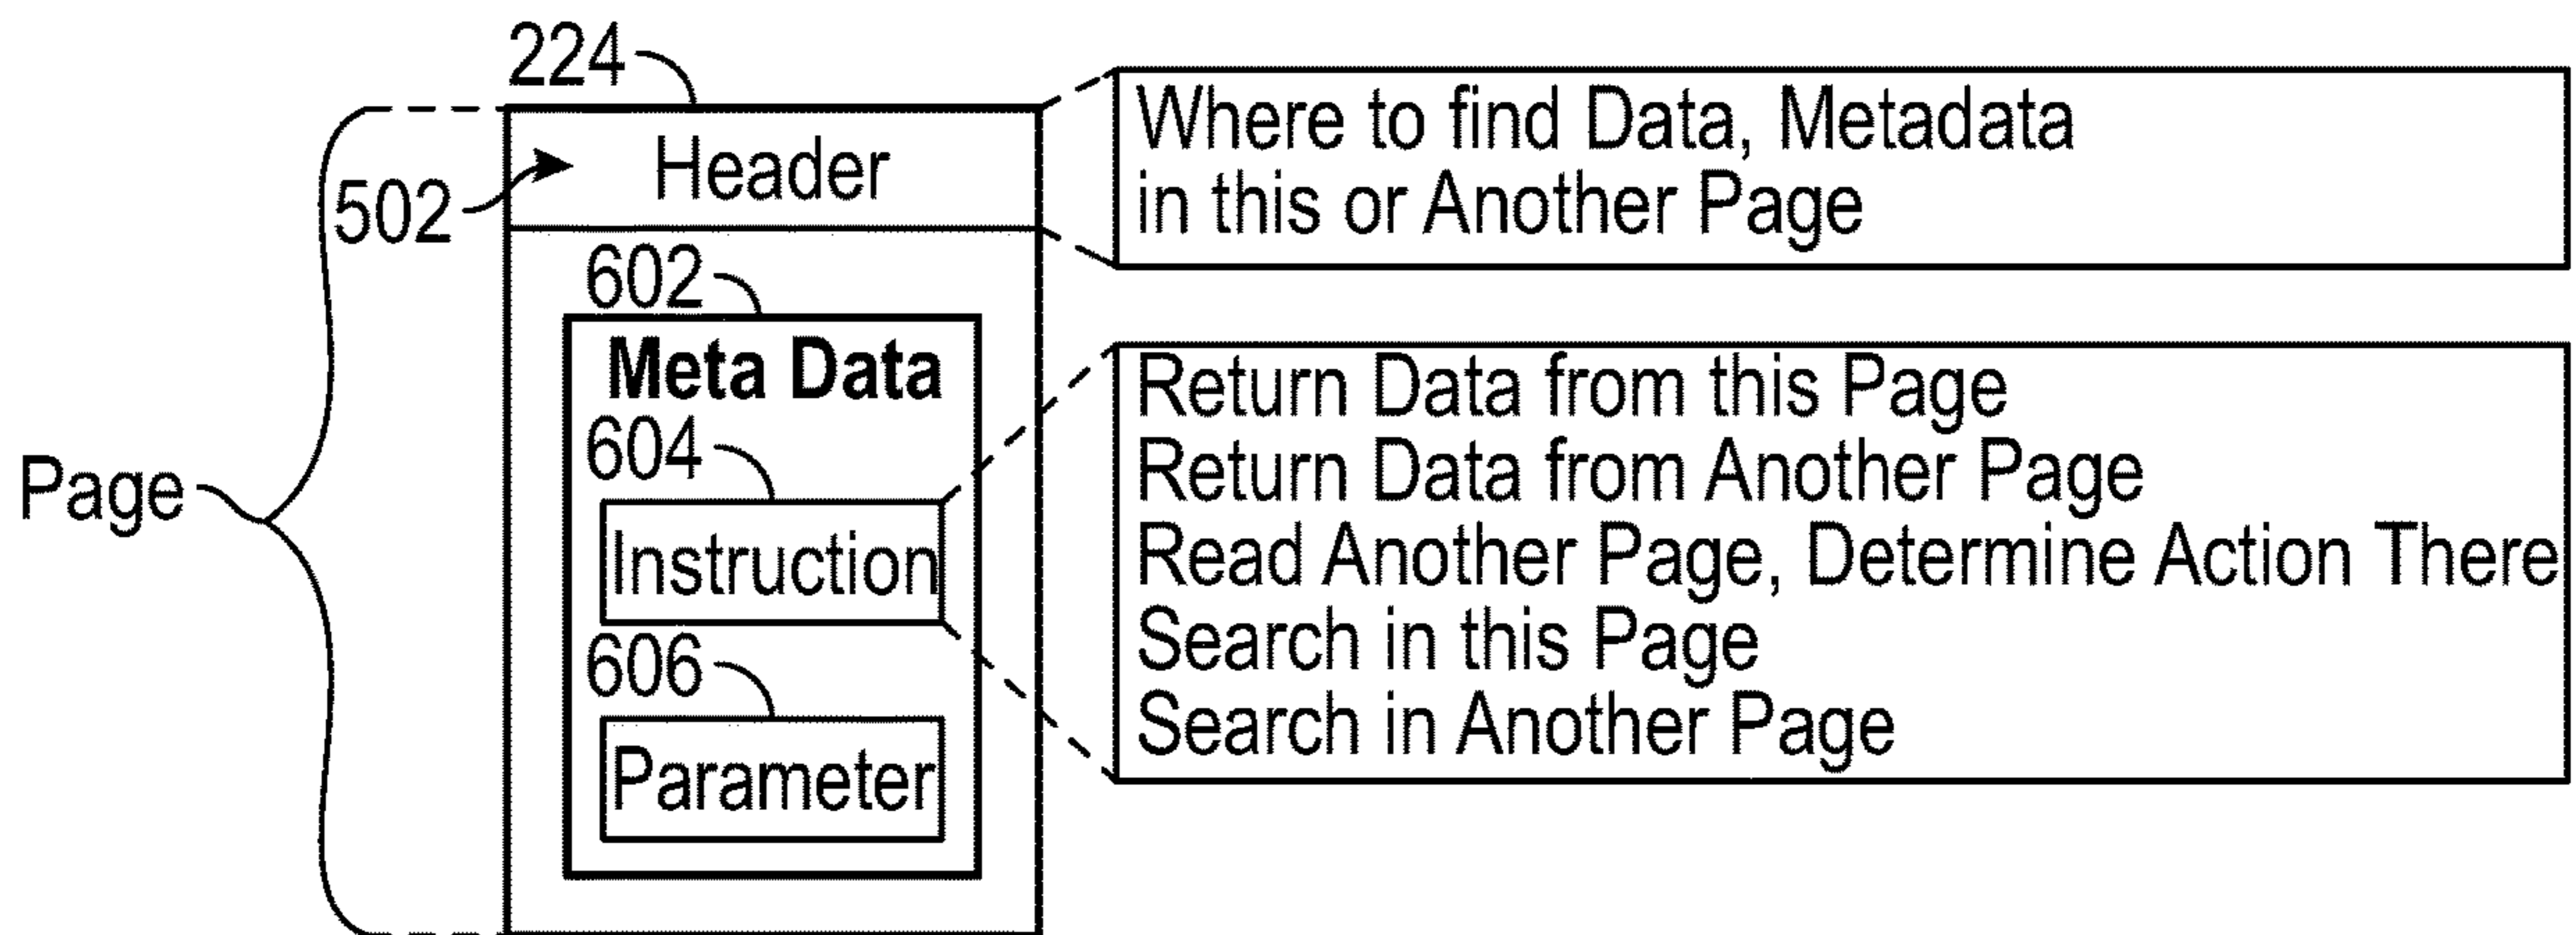 224
Header
502
Where to find Data, Metadata
in this or Another Page
602
Meta Data
604
Instruction
606
Parameter
Page
Return Data from this Page
Return Data from Another Page
Read Another Page, Determine Action There
Search in this Page
Search in Another Page